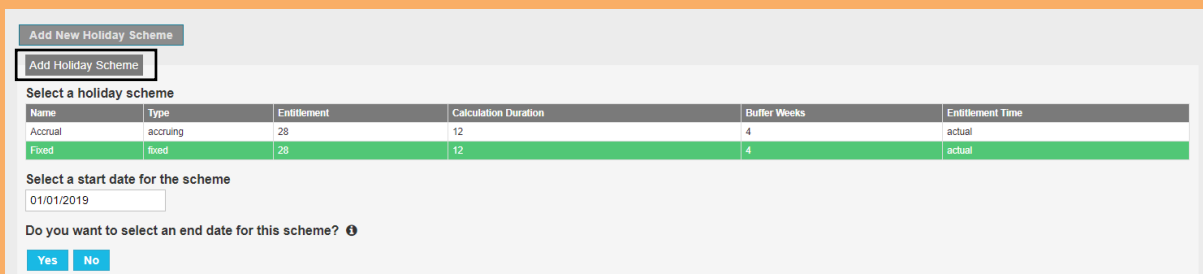 Add New Holiday Scheme
Add Holiday Scheme
Select a holiday scheme
Name Type Entitlement Calculation Duration Buffer Weeks Entitlement Time
Accrual accruing 28 12 4 actual
Fixed fixed 28 12 4 actual
Select a start date for the scheme
01/01/2019
Do you want to select an end date for this scheme?
Yes No